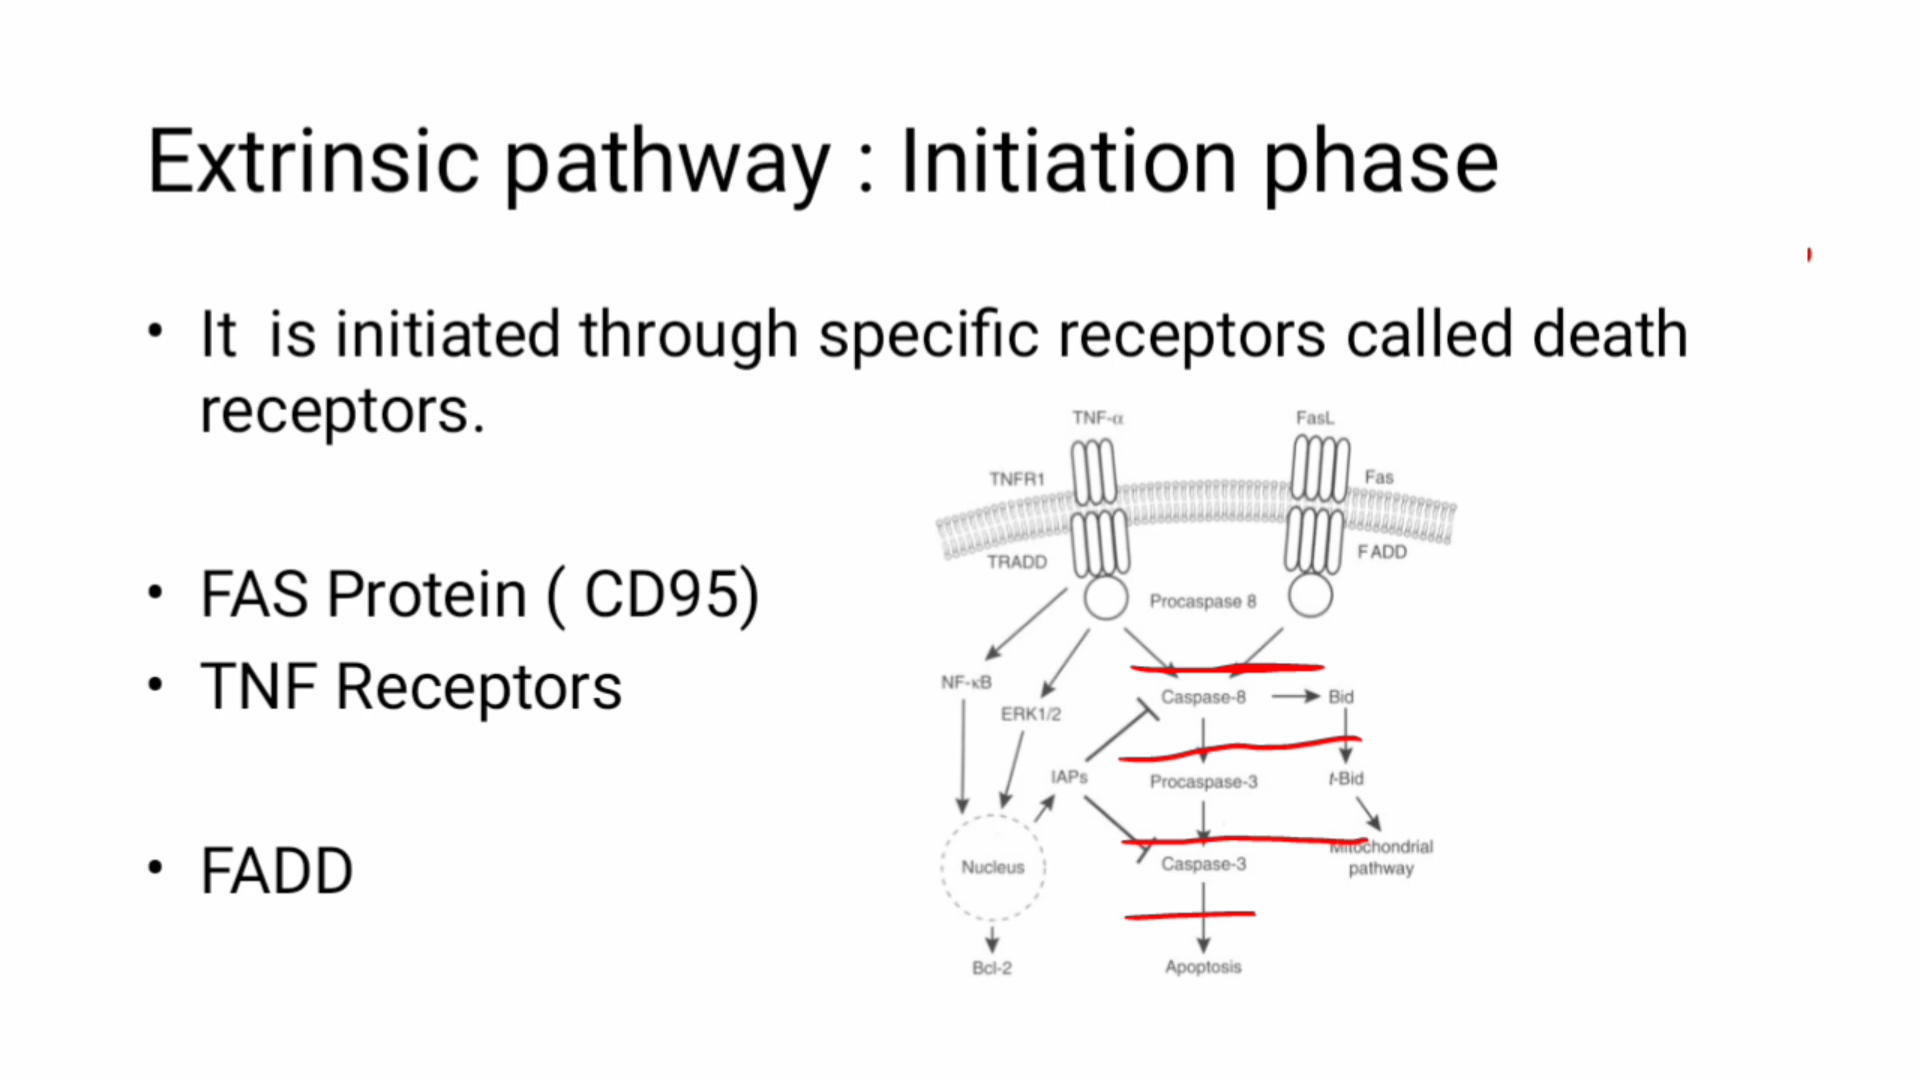 Extrinsic pathway : Initiation phase
• It is initiated through specific receptors called death
receptors.
• FAS Protein ( CD95)
• TNF Receptors
• FADD
TNF-α
FasL
TNFR1
Fas
TRADD
FADD
Procaspase 8
NF-κB
ERK1/2
Caspase-8
Bid
IAPs
Procaspase-3
t-Bid
Nucleus
Caspase-3
Mitochondrial
pathway
Bcl-2
Apoptosis